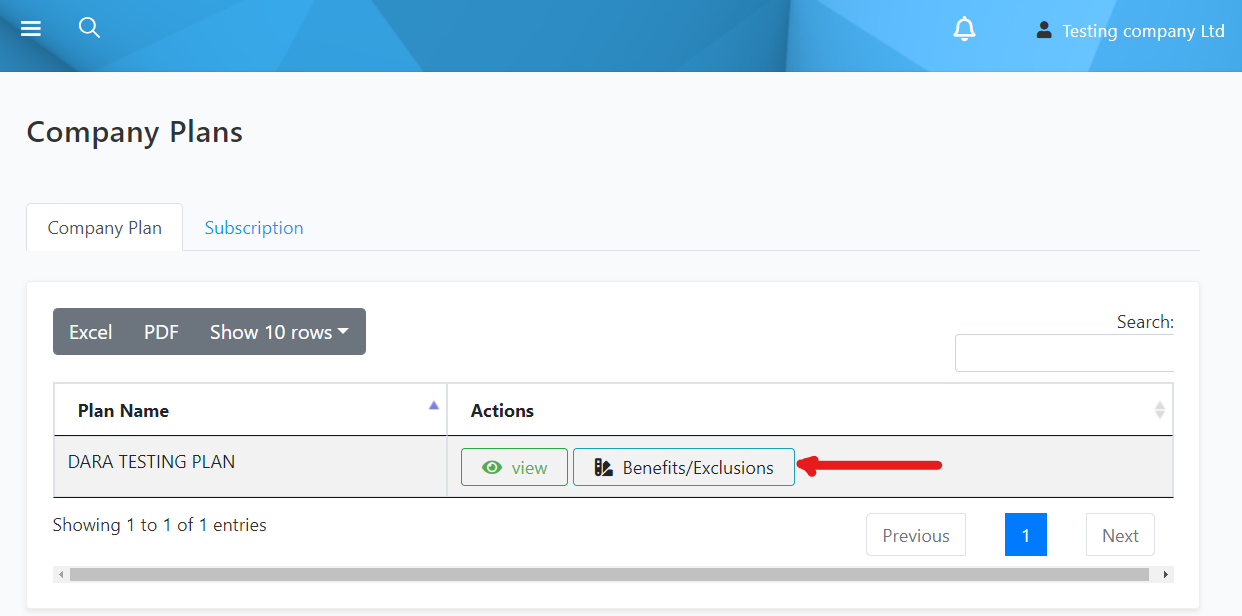 Testing company Ltd
Company Plans
Company Plan Subscription
Excel PDF Show 10 rows
Search:
Plan Name Actions
DARA TESTING PLAN view Benefits/Exclusions
Showing 1 to 1 of 1 entries
Previous 1 Next